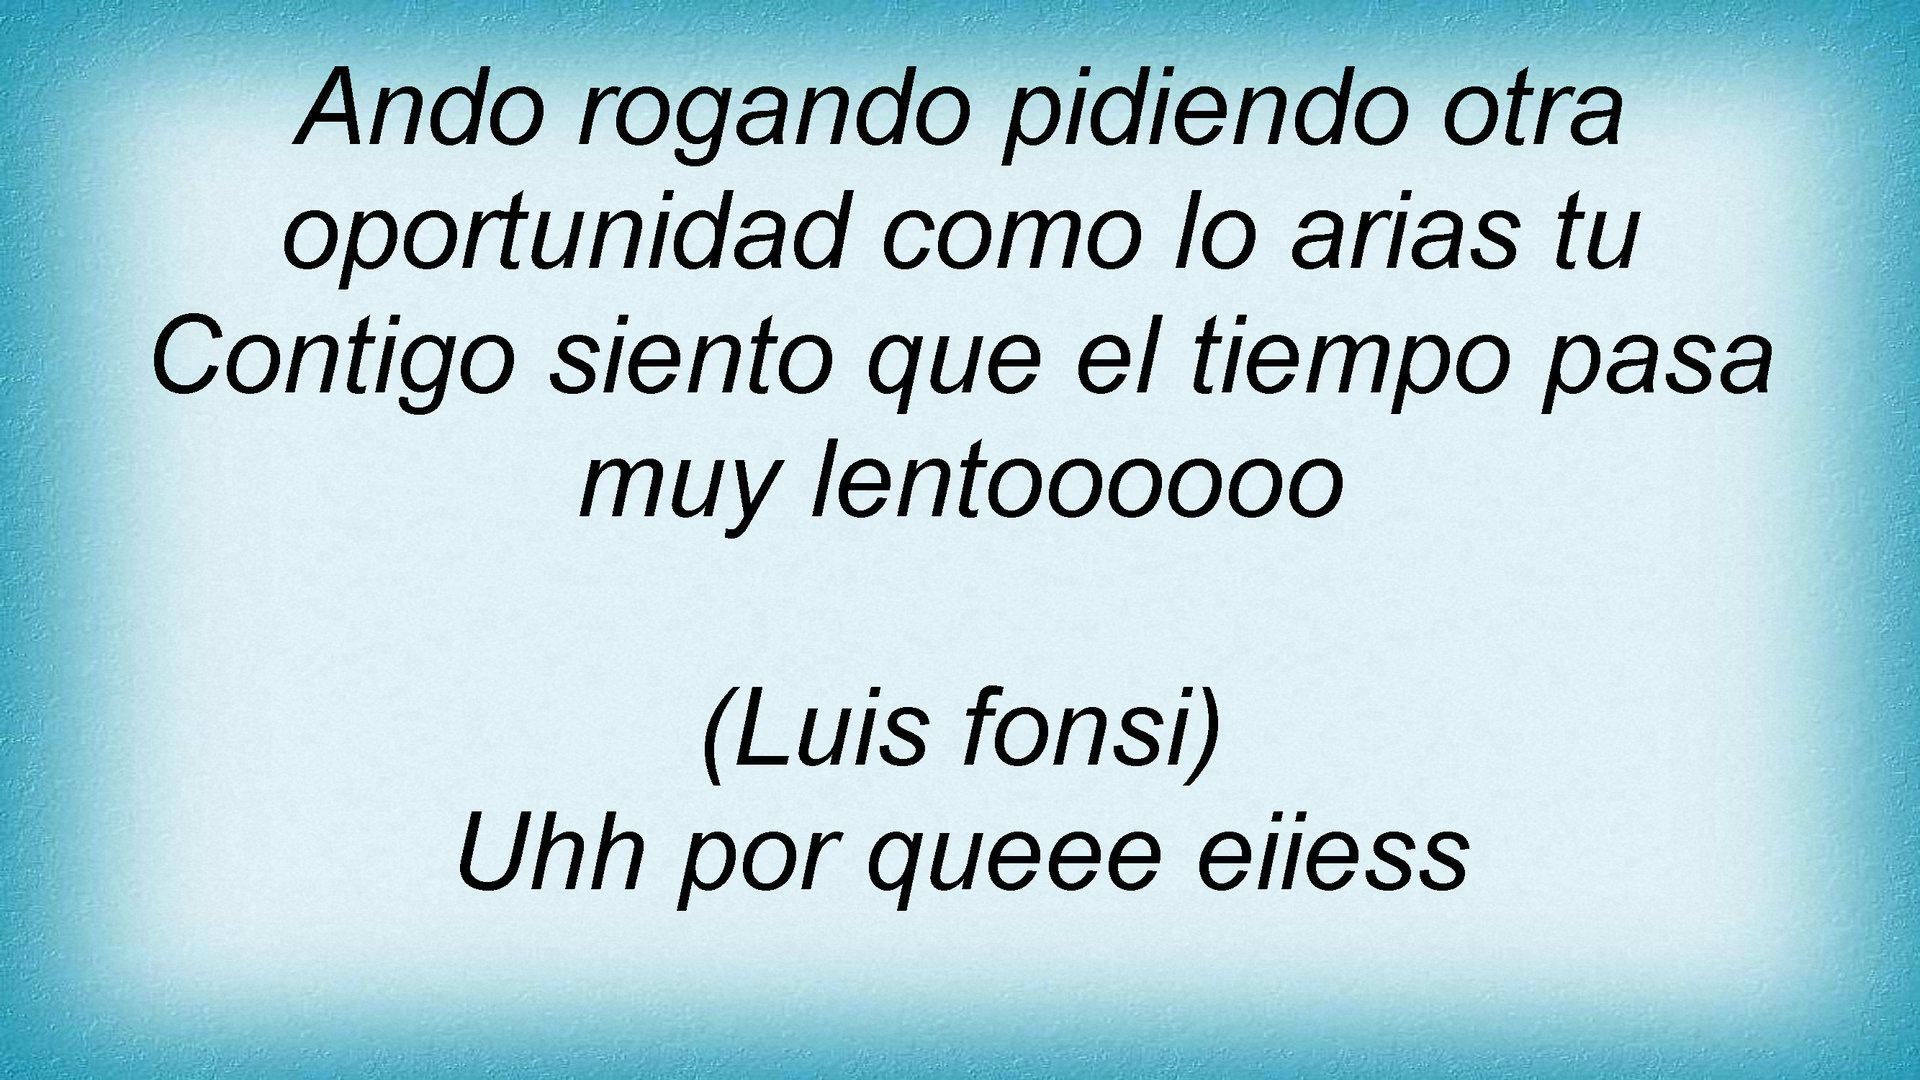 Ando rogando pidiendo otra
oportunidad como lo arias tu
Contigo siento que el tiempo pasa
muy lentoooooo
(Luis fonsi)
Uhh por queee eiiess